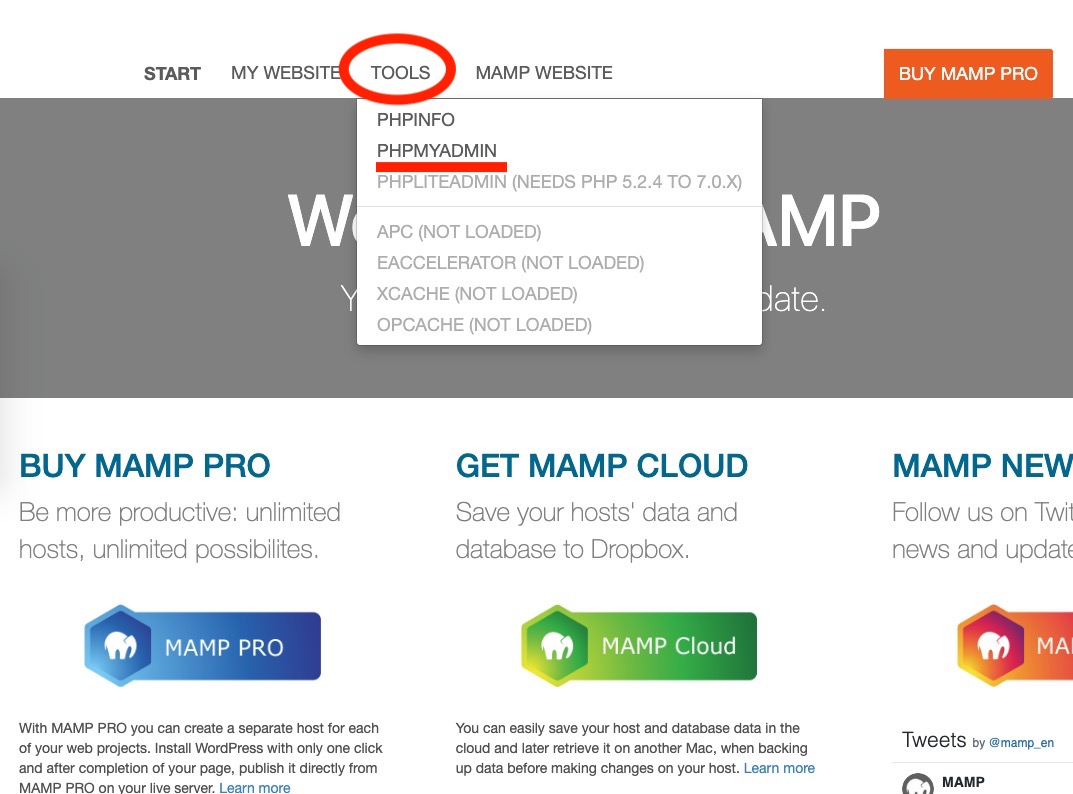 START MY WEBSITE TOOLS MAMP WEBSITE BUY MAMP PRO
PHPINFO
PHPMYADMIN
PHPLITEADMIN (NEEDS PHP 5.2.4 TO 7.0.X)
AMP
APC (NOT LOADED)
EACCELERATOR (NOT LOADED)
XCACHE (NOT LOADED)
date.
OPCACHE (NOT LOADED)
BUY MAMP PRO
Be more productive: unlimited
hosts, unlimited possibilites.
MAMP PRO
With MAMP PRO you can create a separate host for each
of your web projects. Install WordPress with only one click
and after completion of your page, publish it directly from
MAMP PRO on your live server. Learn more
GET MAMP CLOUD
Save your hosts' data and
database to Dropbox.
MAMP Cloud
You can easily save your host and database data in the
cloud and later retrieve it on another Mac, when backing
up data before making changes on your host. Learn more
MAMP NEW
Follow us on Twit
news and update
MA
Tweets by @mamp_en
MAMP